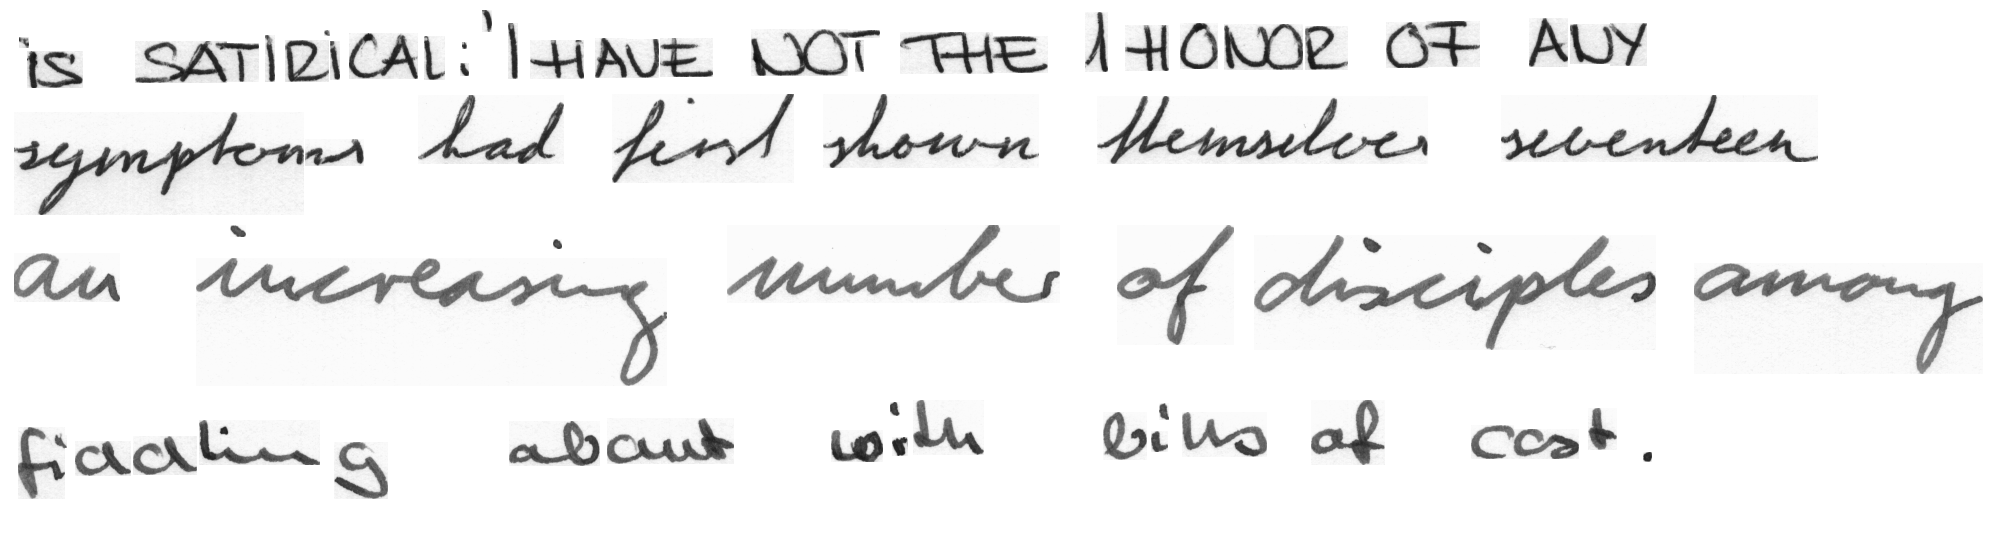 is SATIRICAL: 'I HAVE NOT THE HONOR OF ANY
symptoms had first shown themselves seventeen
an increasing number of disciples among
fiddling about with bills of cost.